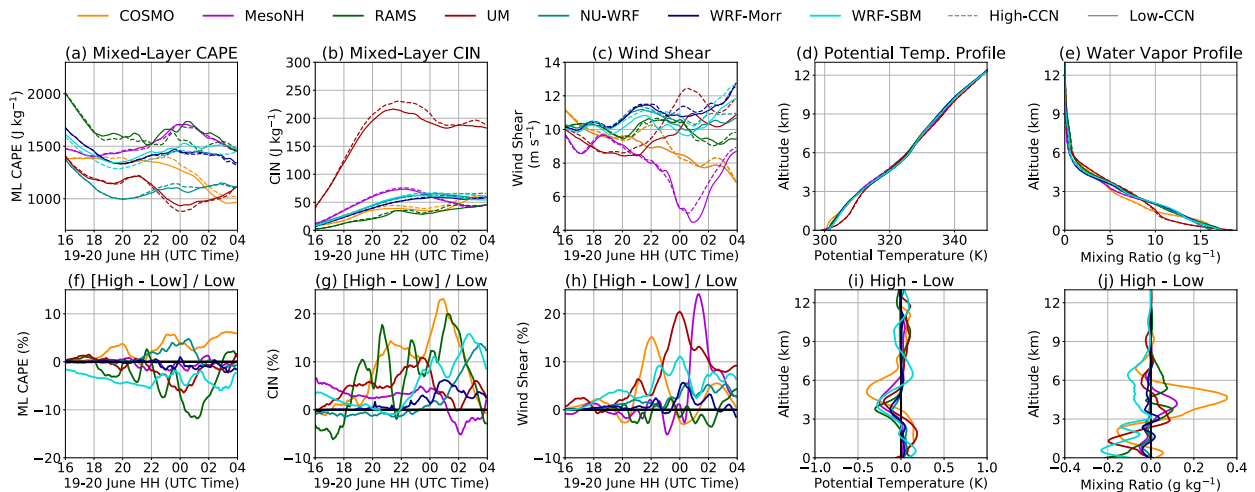 COSMO MesoNH RAMS UM NU-WRF WRF-Morr WRF-SBM High-CCN Low-CCN
(a) Mixed-Layer CAPE
ML CAPE (J kg⁻¹)
2000
1500
1000
16 18 20 22 00 02 04
19-20 June HH (UTC Time)
(b) Mixed-Layer CIN
CIN (J kg⁻¹)
300
250
200
150
100
50
0
16 18 20 22 00 02 04
19-20 June HH (UTC Time)
(c) Wind Shear
Wind Shear
(m s⁻¹)
14
12
10
8
6
4
16 18 20 22 00 02 04
19-20 June HH (UTC Time)
(d) Potential Temp. Profile
Altitude (km)
12
9
6
3
0
300 320 340
Potential Temperature (K)
(e) Water Vapor Profile
Altitude (km)
12
9
6
3
0
0 5 10 15
Mixing Ratio (g kg⁻¹)
(f) [High - Low] / Low
ML CAPE (%)
10
0
−10
−20
16 18 20 22 00 02 04
19-20 June HH (UTC Time)
(g) [High - Low] / Low
CIN (%)
20
10
0
−10
16 18 20 22 00 02 04
19-20 June HH (UTC Time)
(h) [High - Low] / Low
Wind Shear (%)
20
10
0
−10
16 18 20 22 00 02 04
19-20 June HH (UTC Time)
(i) High - Low
Altitude (km)
12
9
6
3
0
−1.0 −0.5 0.0 0.5 1.0
Potential Temperature (K)
(j) High - Low
Altitude (km)
12
9
6
3
0
−0.4 −0.2 0.0 0.2 0.4
Mixing Ratio (g kg⁻¹)